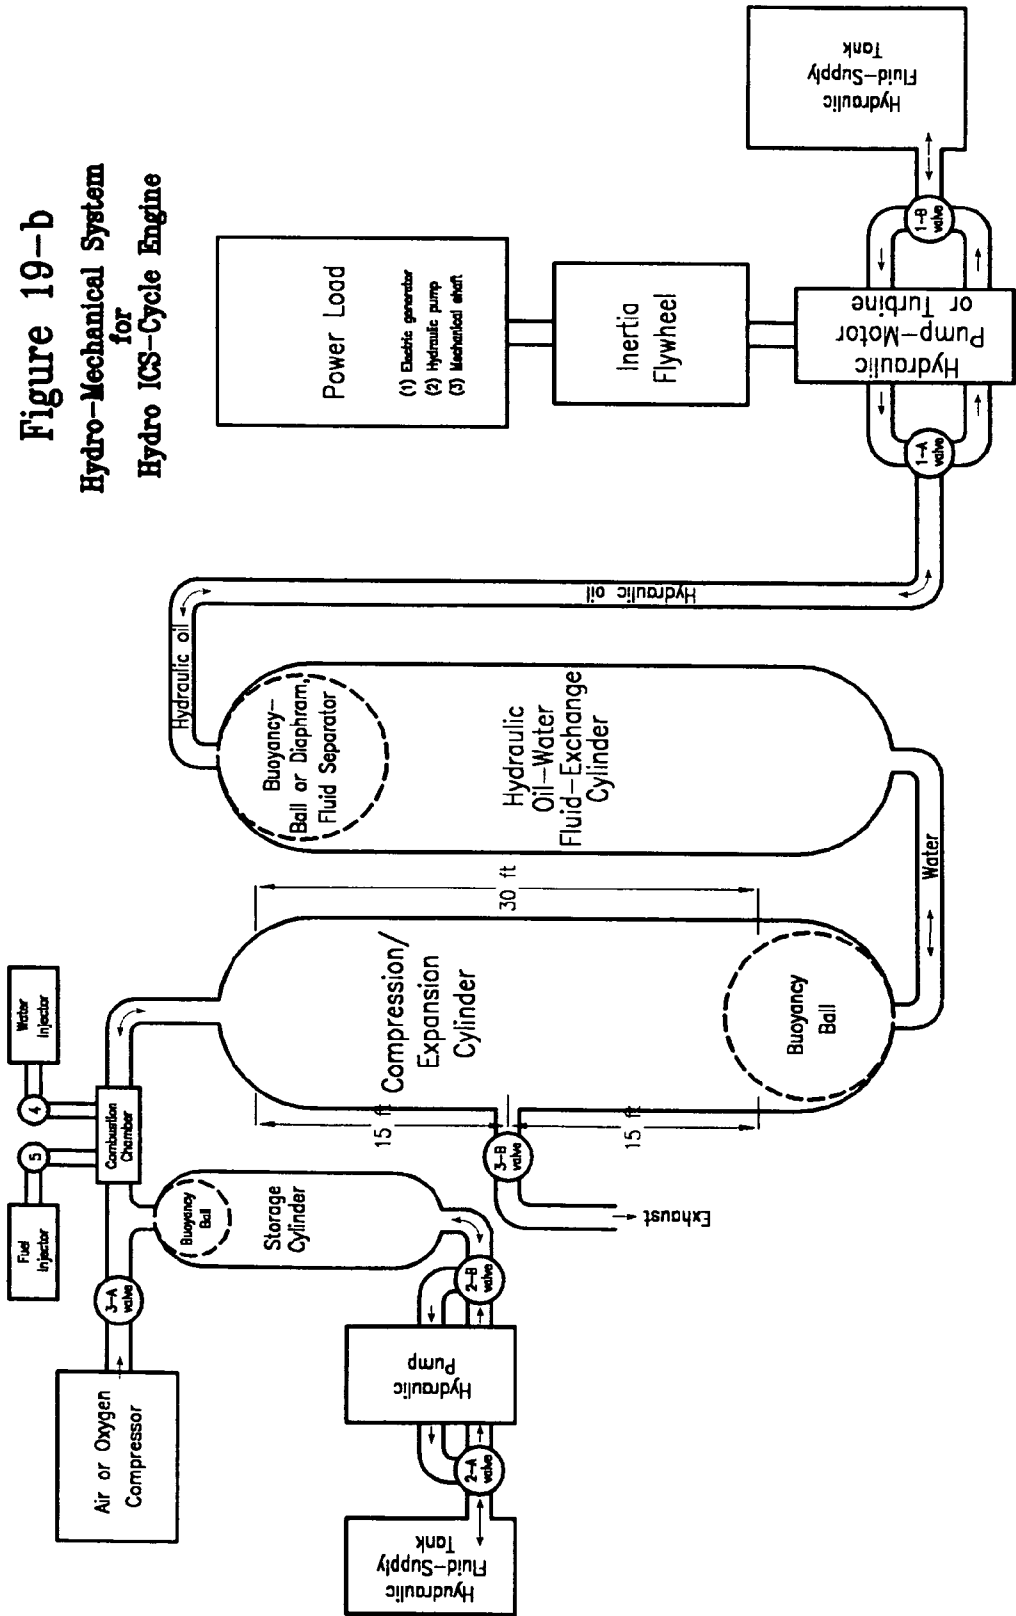 Figure 19-b
Hydro-Mechanical System
for
Hydro ICS-Cycle Engine
Fuel
Injector
Water
Injector
5
4
Air or Oxygen
Compressor
3-A
valve
Combustion
Chamber
Buoyancy
Ball
Storage
Cylinder
Hyudraulic
Fluid-Supply
Tank
2-A
valve
Hydraulic
Pump
2-B
valve
Exhaust
3-B
valve
15 ft
15 ft
30 ft
Compression/
Expansion
Cylinder
Buoyancy
Ball
Water
Hydraulic oil
Buoyancy-
Ball or Diaphram,
Fluid Separator
Hydraulic
Oil-Water
Fluid-Exchange
Cylinder
Hydraulic oil
Power Load
(1) Electric generator
(2) Hydraulic pump
(3) Mechanical shaft
Inertia
Flywheel
1-A
valve
Hydraulic
Pump-Motor
or Turbine
1-B
valve
Hydraulic
Fluid-Supply
Tank